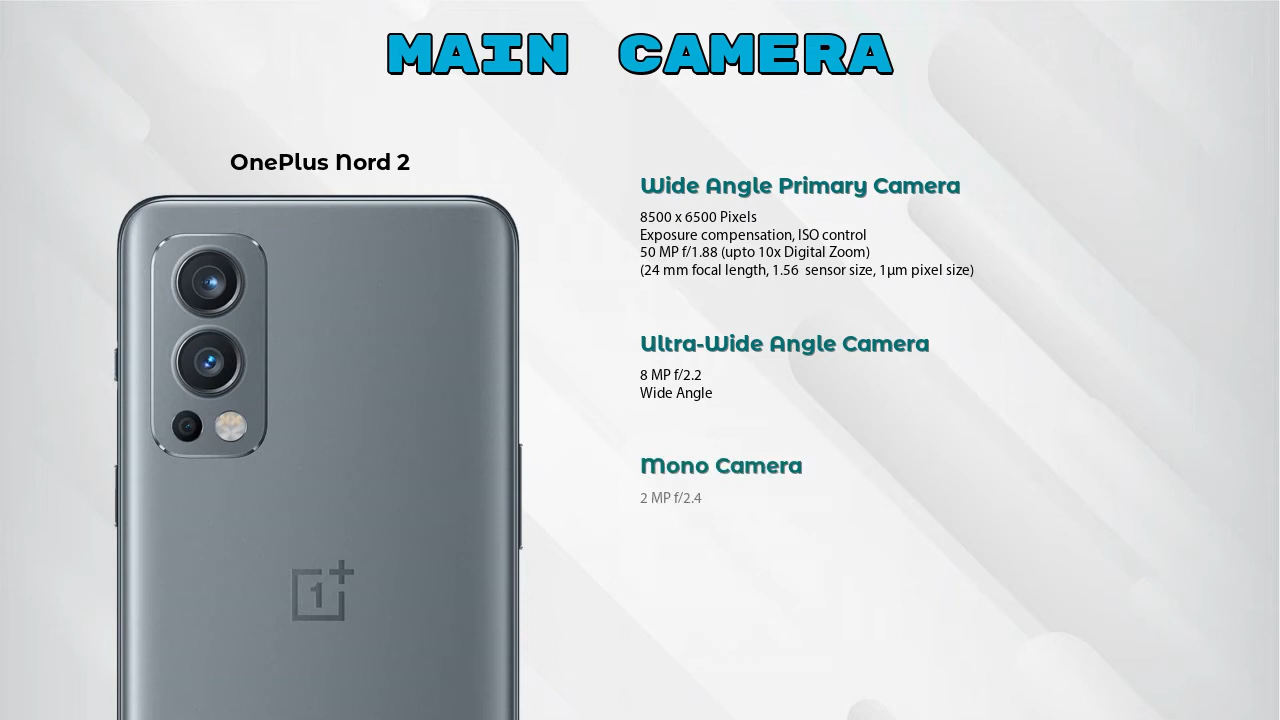 MAIN CAMERA
OnePlus Nord 2
Wide Angle Primary Camera
8500 x 6500 Pixels
Exposure compensation, ISO control
50 MP f/1.88 (upto 10x Digital Zoom)
(24 mm focal length, 1.56  sensor size, 1µm pixel size)
Ultra-Wide Angle Camera
8 MP f/2.2
Wide Angle
Mono Camera
2 MP f/2.4
1+